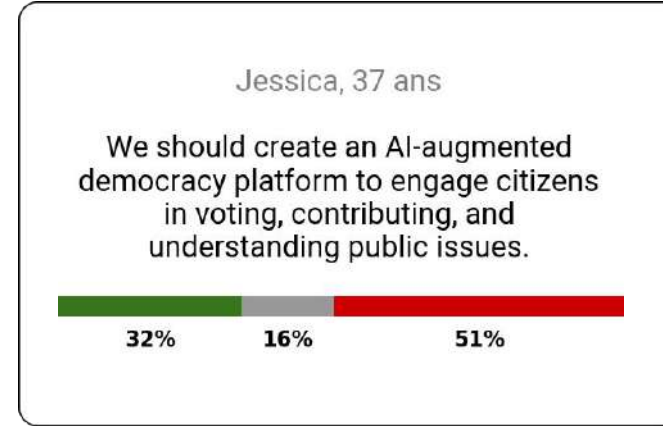 Jessica, 37 ans
We should create an AI-augmented
democracy platform to engage citizens
in voting, contributing, and
understanding public issues.
32% 16% 51%